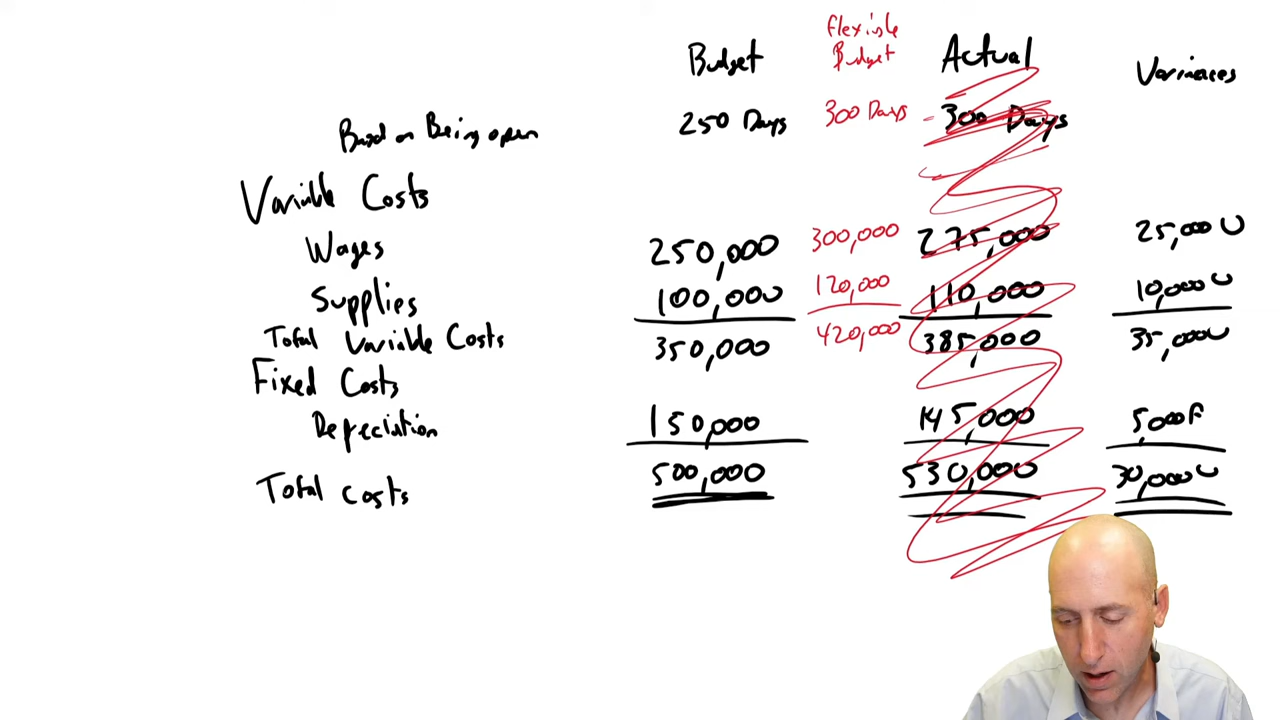 Budget Flexible Budget Actual Variances
Based on Being open 250 Days 300 Days 300 Days
Variable Costs
Wages 250,000 300,000 275,000 25,000 U
Supplies 100,000 120,000 110,000 10,000 U
Total Variable Costs 350,000 420,000 385,000 35,000 U
Fixed Costs
Depreciation 150,000 145,000 5,000 F
Total Costs 500,000 530,000 30,000 U